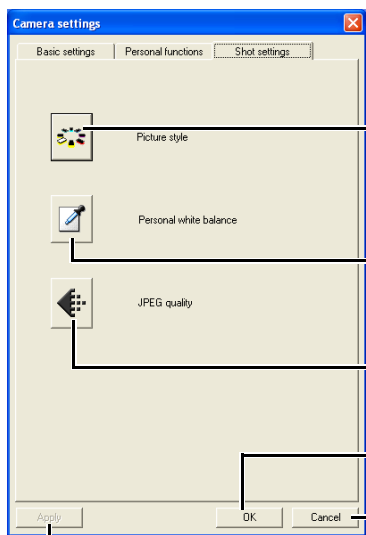 Camera settings
Basic settings Personal functions Shot settings
Picture style
Personal white balance
JPEG quality
Apply OK Cancel